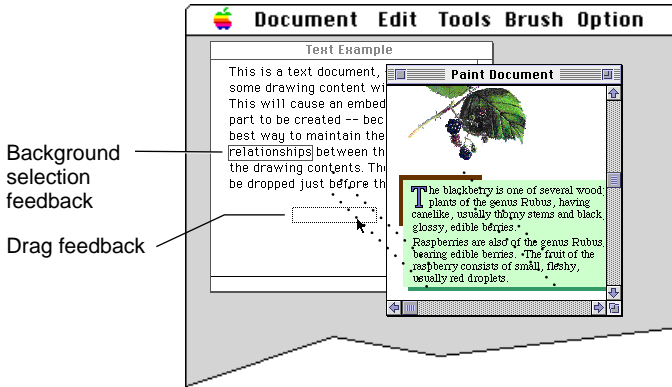 Document Edit Tools Brush Option
Text Example
This is a text document,
some drawing content wi
This will cause an embed
part to be created -- bec
best way to maintain the
relationships between th
the drawing contents. The
be dropped just before th
Paint Document
The blackberry is one of several wood
plants of the genus Rubus, having
canelike, usually thorny stems and black,
glossy, edible berries.
Raspberries are also of the genus Rubus,
bearing edible berries. The fruit of the
raspberry consists of small, fleshy,
usually red droplets.
Background
selection
feedback
Drag feedback